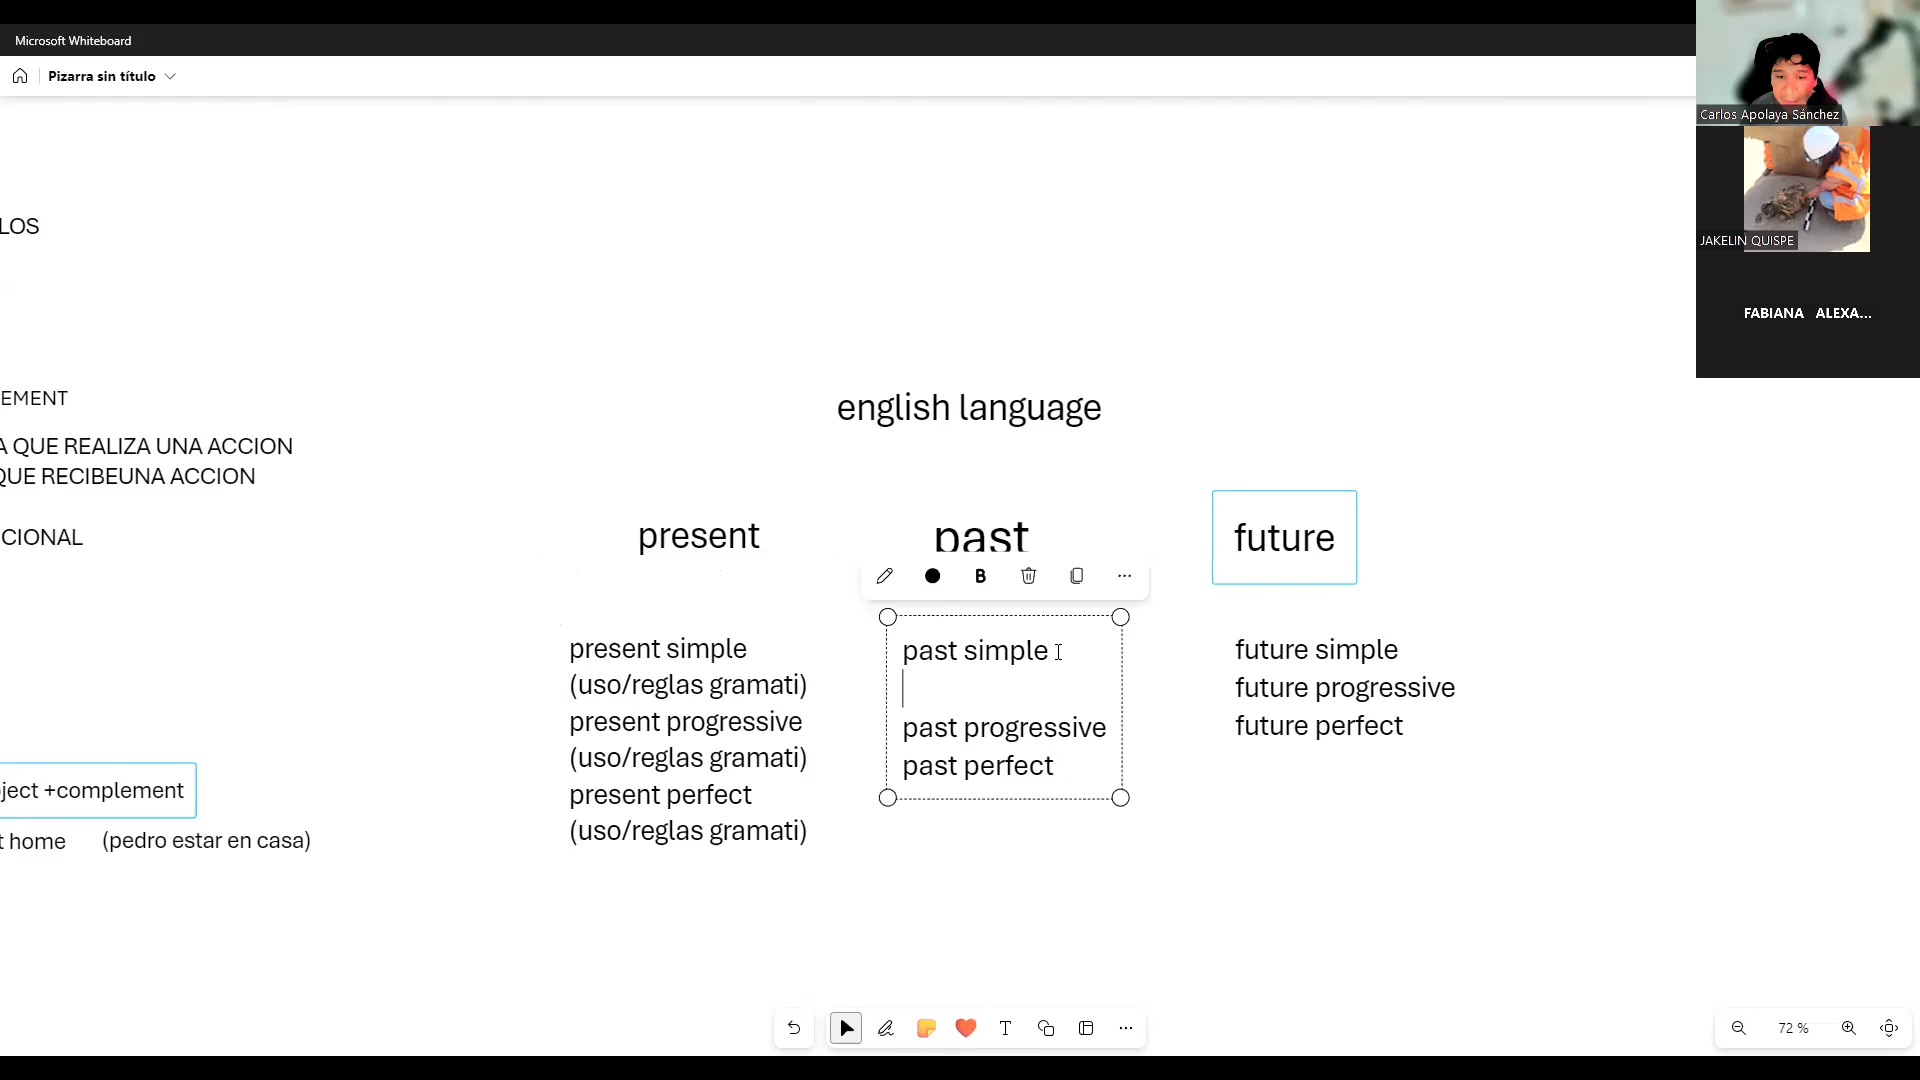 Microsoft Whiteboard
Pizarra sin título
Carlos Apolaya Sánchez
JAKELIN QUISPE
FABIANA ALEXA...
LOS
EMENT
A QUE REALIZA UNA ACCION
QUE RECIBEUNA ACCION
CIONAL
ject +complement
t home (pedro estar en casa)
english language
present
past
future
present simple
(uso/reglas gramati)
present progressive
(uso/reglas gramati)
present perfect
(uso/reglas gramati)
B
past simple
past progressive
past perfect
future simple
future progressive
future perfect
72 %